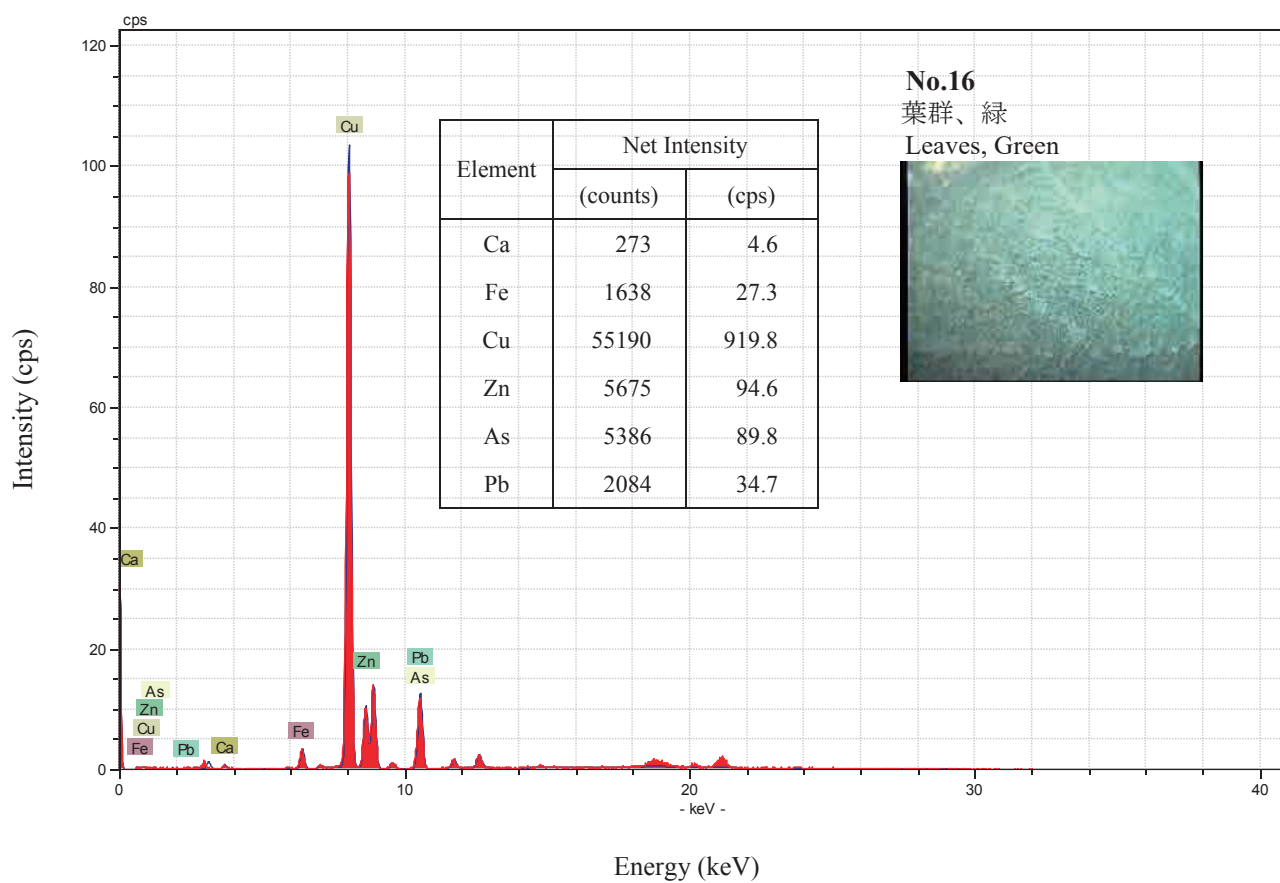 cps
120
100
80
60
40
20
0
0 10 20 30 40
- keV -
Energy (keV)
Intensity (cps)
Cu
Ca
As
Zn
Cu
Fe
Pb
Ca
Fe
Zn
Pb
As
Element Net Intensity
(counts) (cps)
Ca 273 4.6
Fe 1638 27.3
Cu 55190 919.8
Zn 5675 94.6
As 5386 89.8
Pb 2084 34.7
No.16
葉群、緑
Leaves, Green